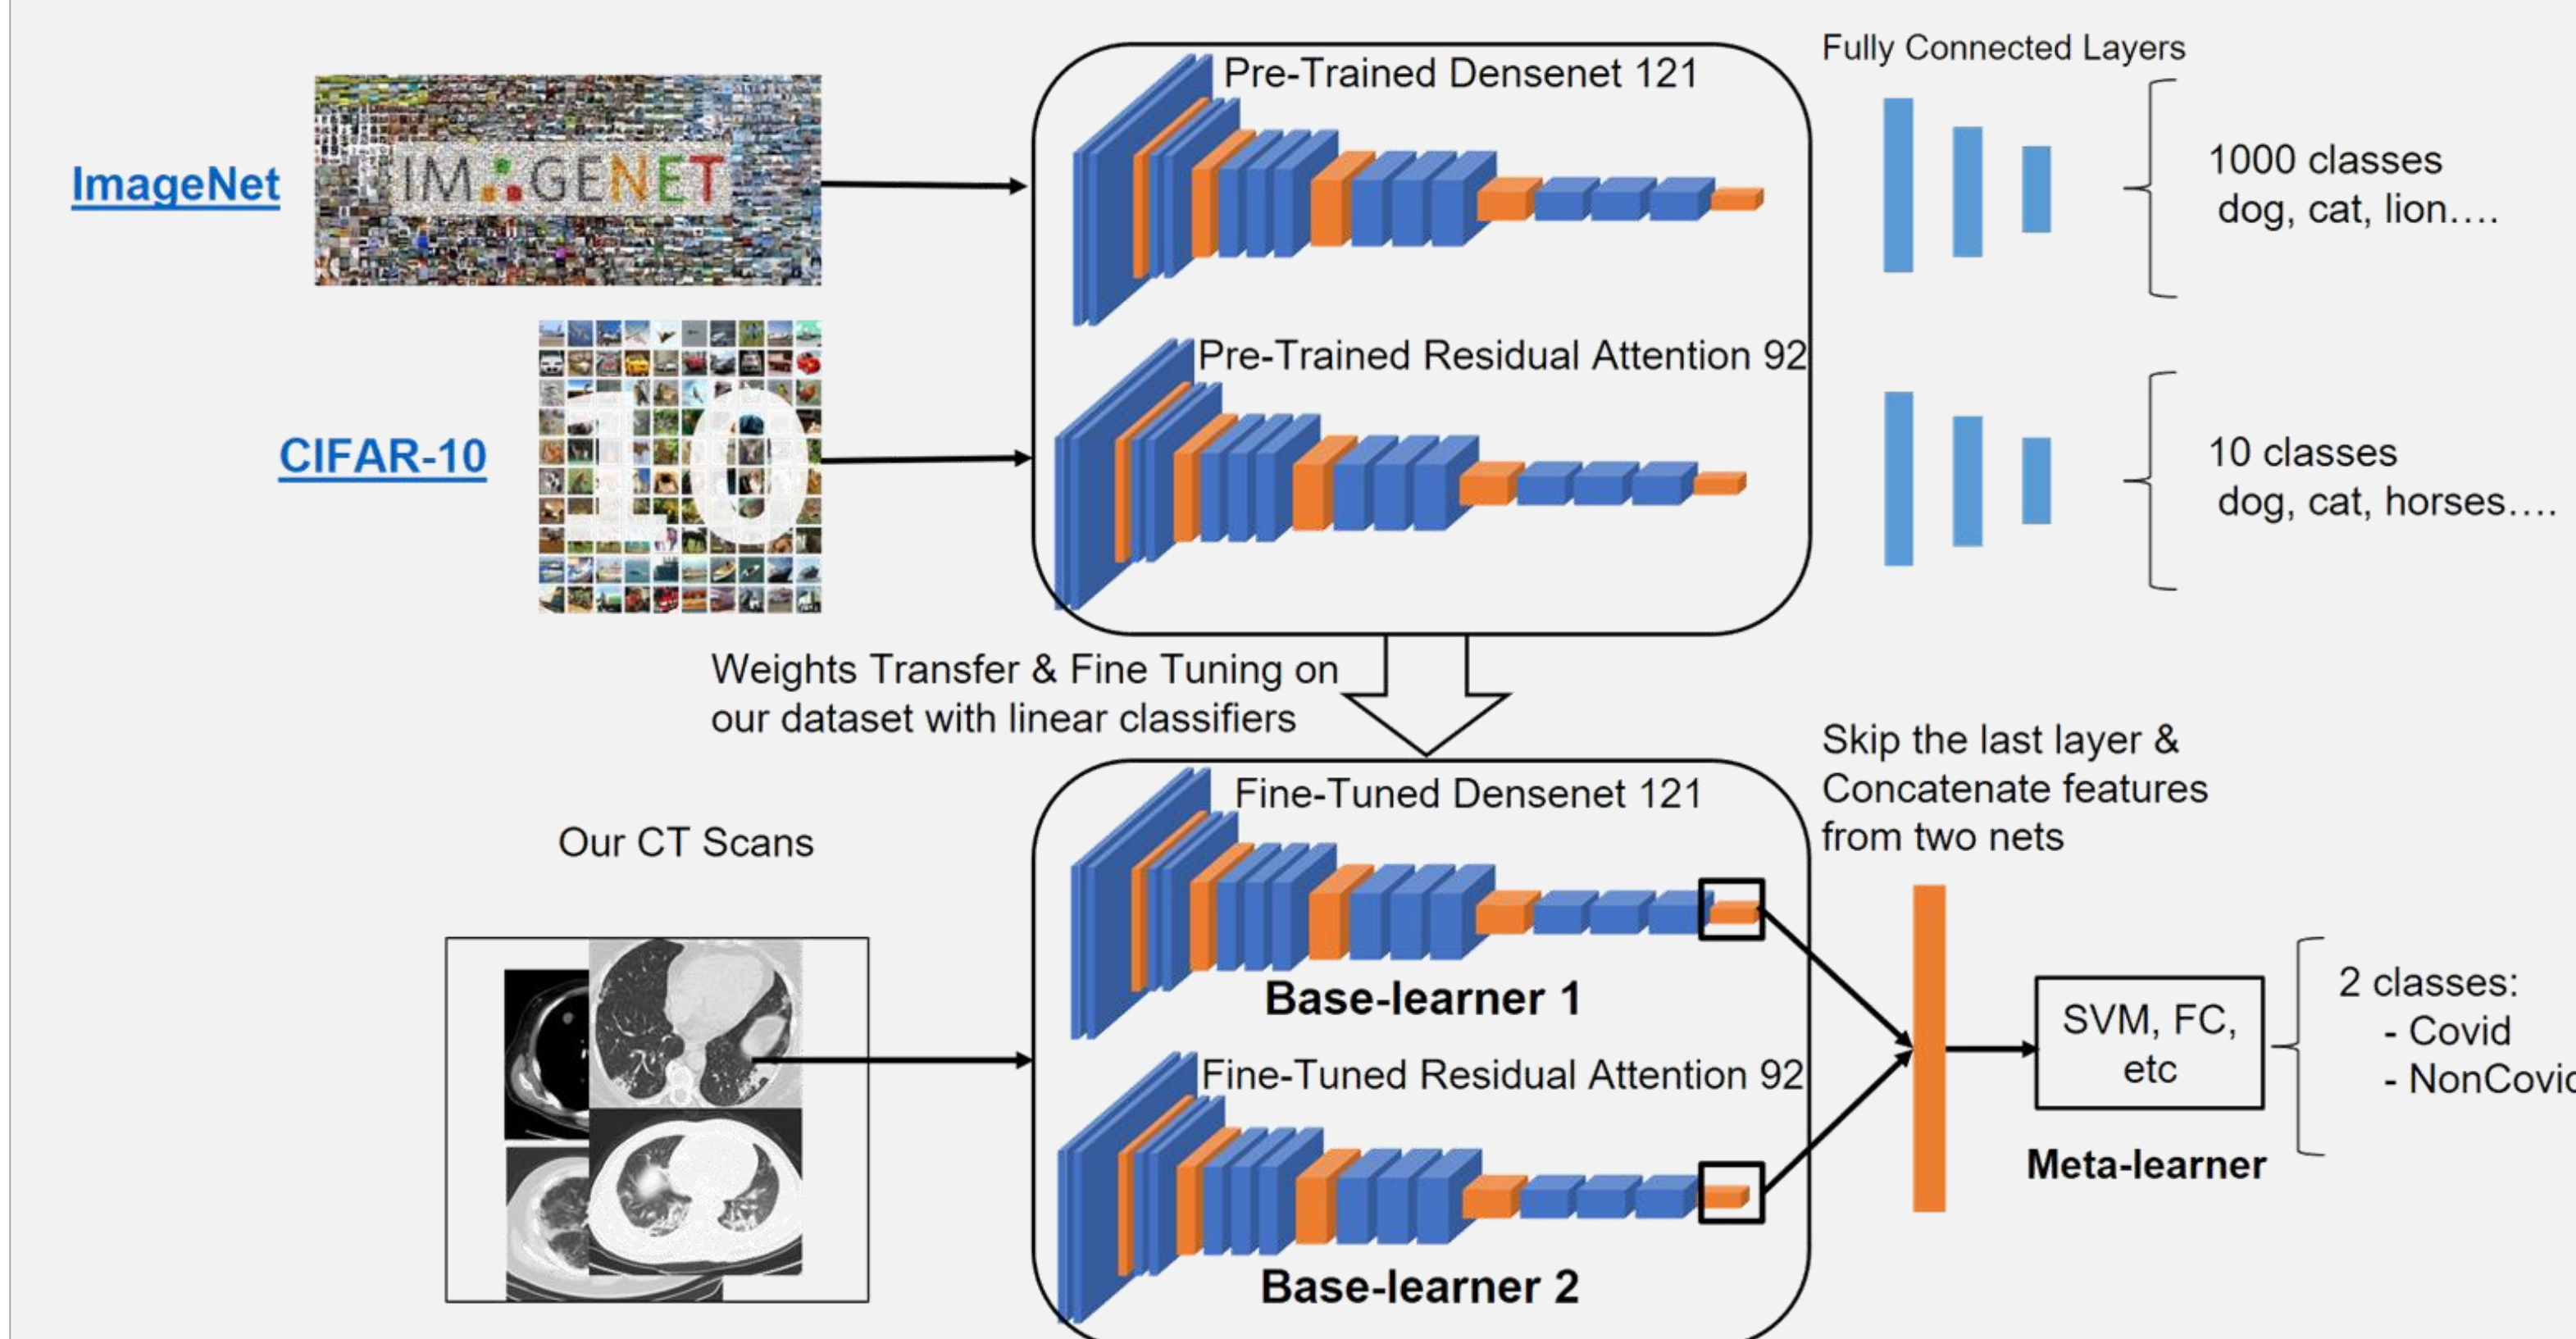 Pre-Trained Densenet 121
Fully Connected Layers
ImageNet
IMAGENET
1000 classes
dog, cat, lion....
Pre-Trained Residual Attention 92
CIFAR-10
10
10 classes
dog, cat, horses....
Weights Transfer & Fine Tuning on
our dataset with linear classifiers
Our CT Scans
Fine-Tuned Densenet 121
Base-learner 1
Fine-Tuned Residual Attention 92
Base-learner 2
Skip the last layer &
Concatenate features
from two nets
SVM, FC,
etc
Meta-learner
2 classes:
- Covid
- NonCovid